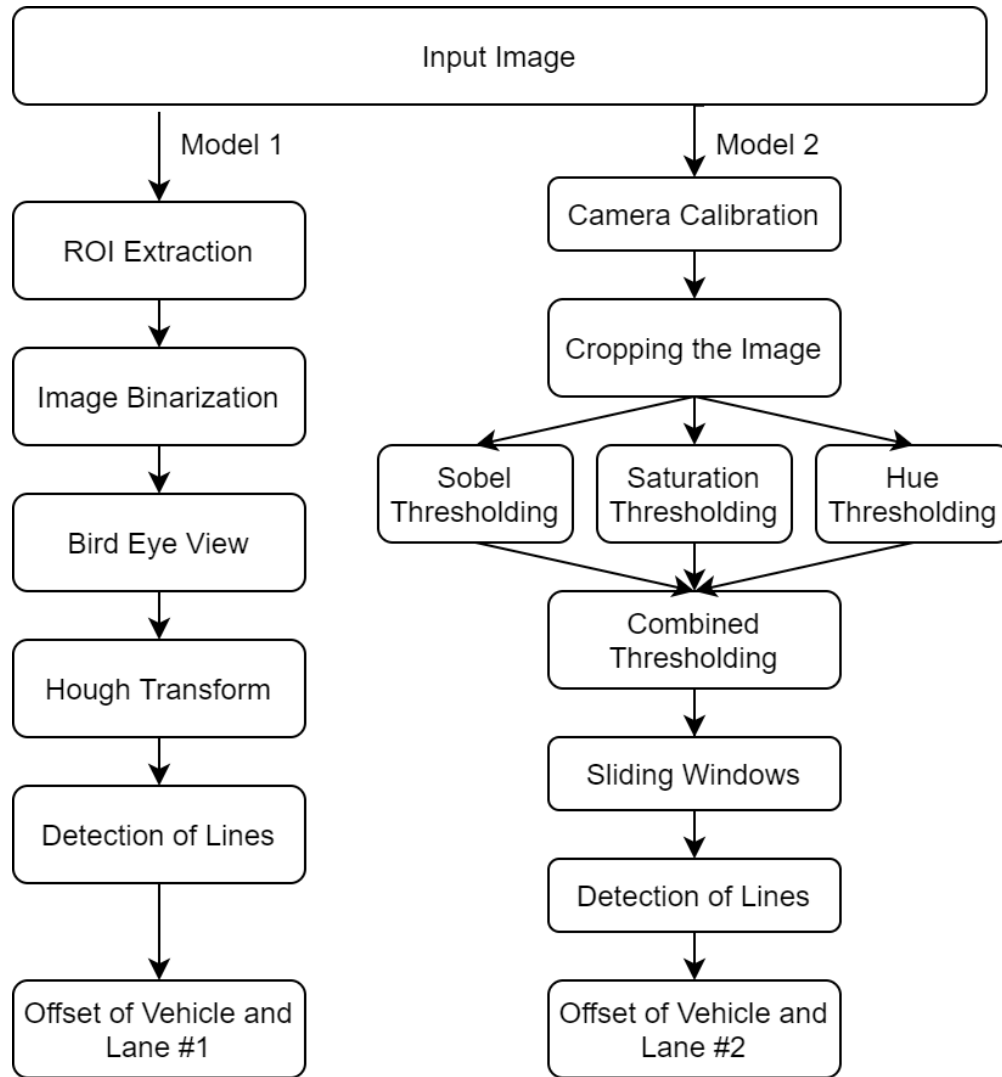 Input Image
Model 1
ROI Extraction
Image Binarization
Bird Eye View
Hough Transform
Detection of Lines
Offset of Vehicle and
Lane #1
Model 2
Camera Calibration
Cropping the Image
Sobel
Thresholding
Saturation
Thresholding
Hue
Thresholding
Combined
Thresholding
Sliding Windows
Detection of Lines
Offset of Vehicle and
Lane #2